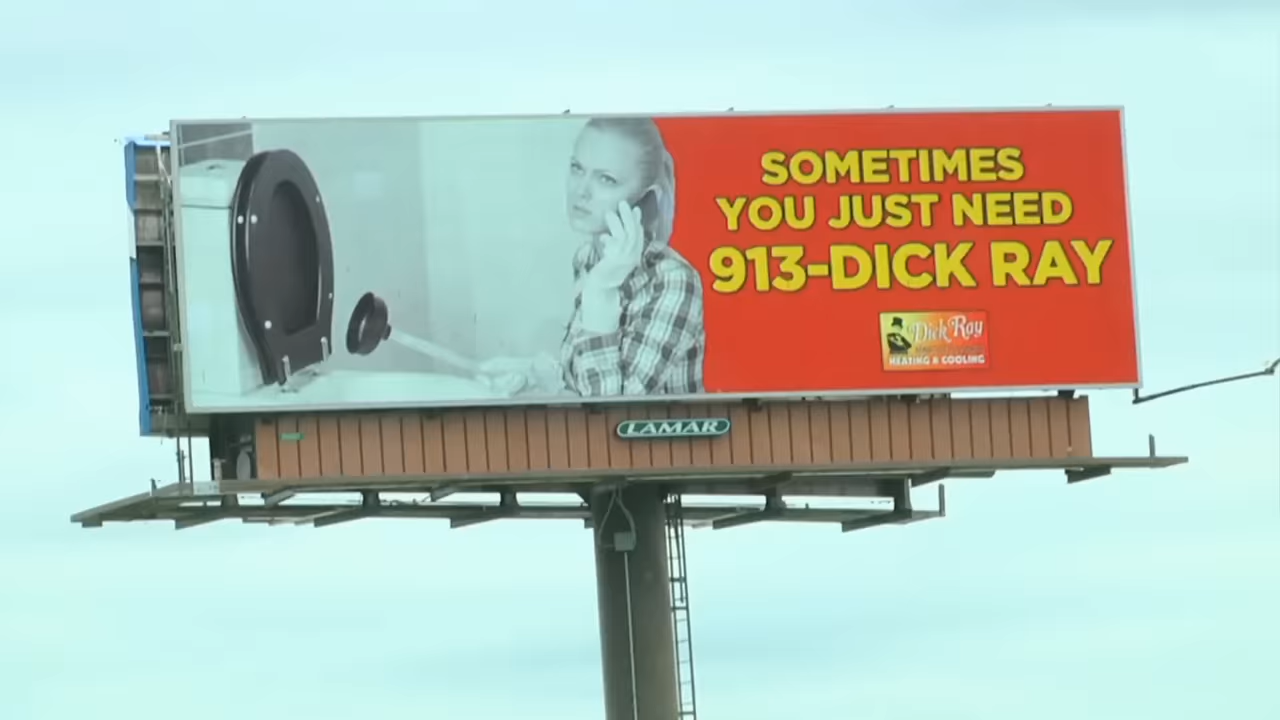 SOMETIMES
YOU JUST NEED
913-DICK RAY
Dick Ray
HEATING & COOLING
LAMAR